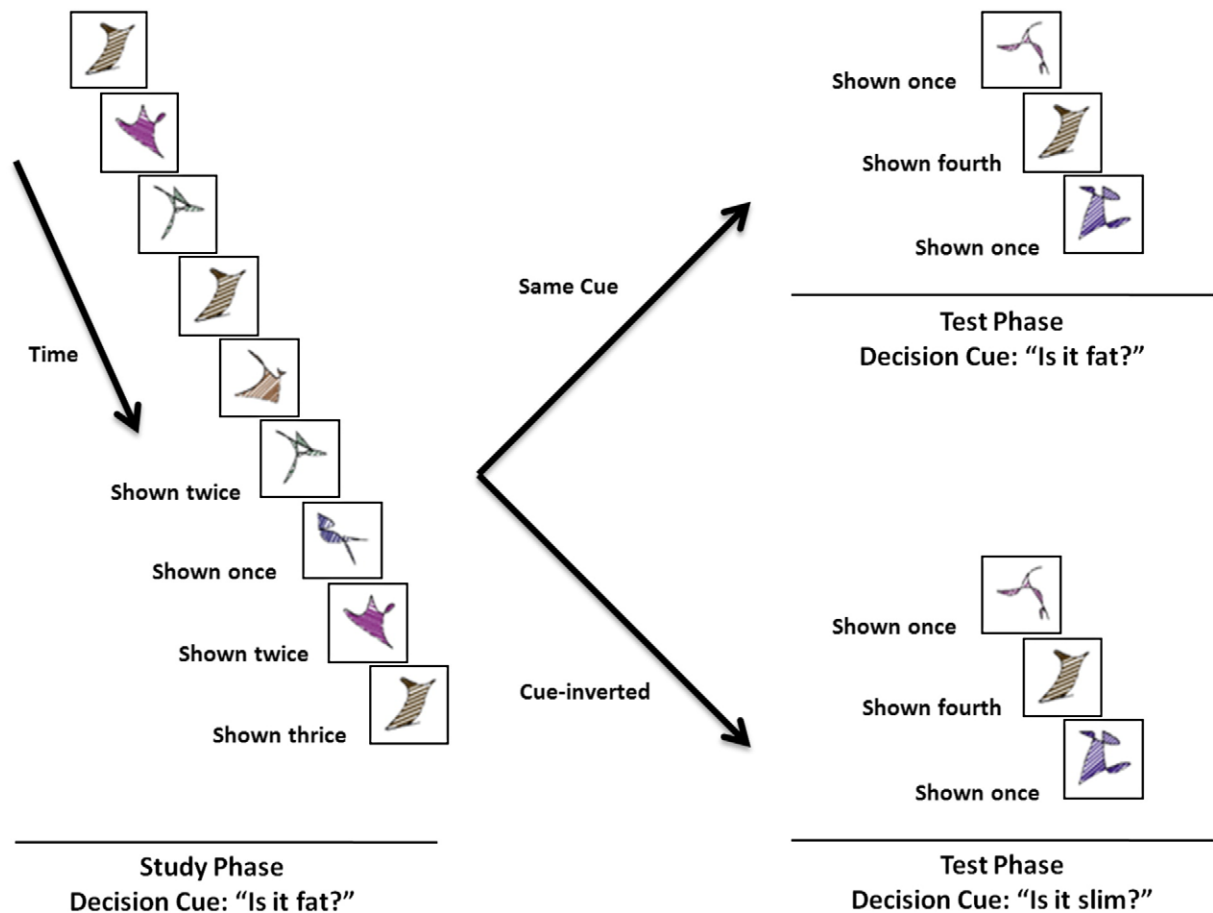 Time
Shown twice
Shown once
Shown twice
Shown thrice
Study Phase
Decision Cue: “Is it fat?”
Same Cue
Cue-inverted
Shown once
Shown fourth
Shown once
Test Phase
Decision Cue: “Is it fat?”
Shown once
Shown fourth
Shown once
Test Phase
Decision Cue: “Is it slim?”